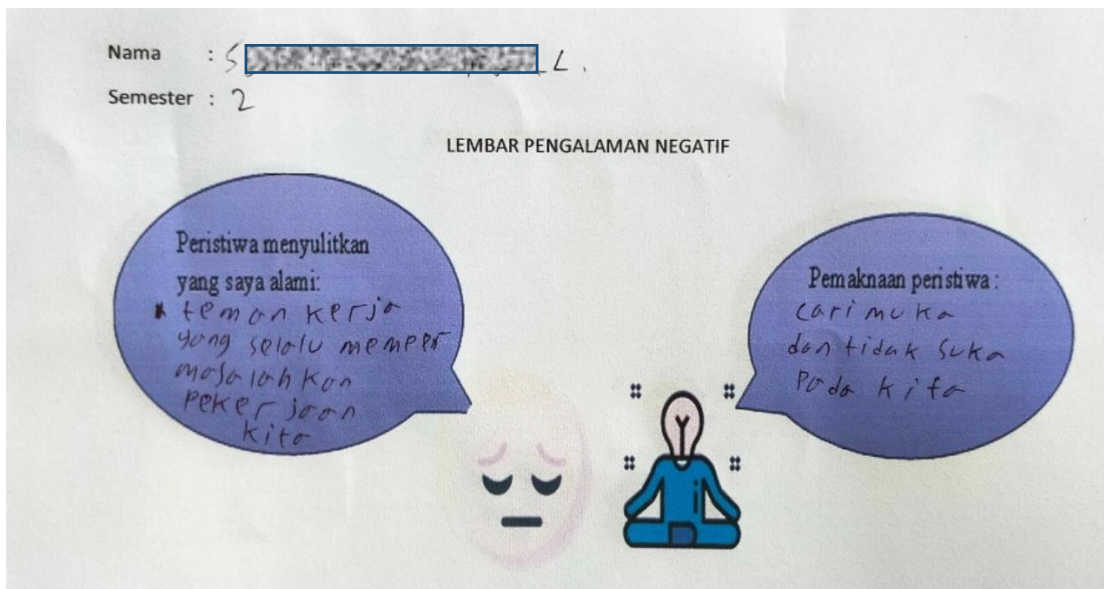 Nama : S L.
Semester : 2
LEMBAR PENGALAMAN NEGATIF
Peristiwa menyulitkan
yang saya alami:
teman kerja
yang selalu memper
masalahkan
pekerjaan
kita
Pemaknaan peristiwa :
cari muka
dan tidak suka
pada kita